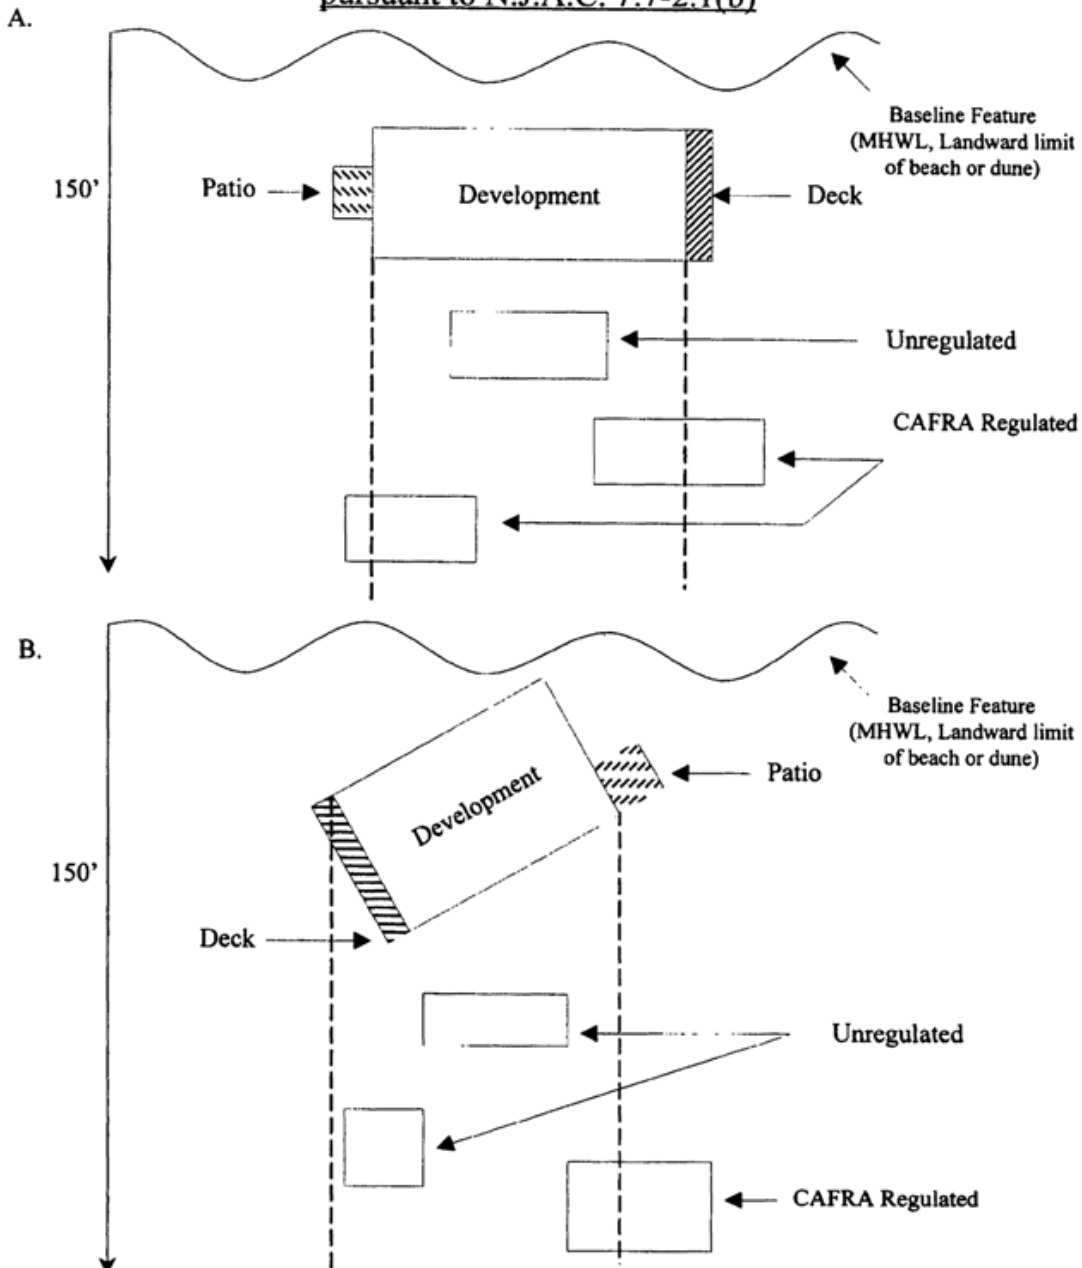 pursuant to N.J.A.C. 7:7-2.1(b)
A.
Baseline Feature
(MHWL, Landward limit
of beach or dune)
150'
Patio
Development
Deck
Unregulated
CAFRA Regulated
B.
Baseline Feature
(MHWL, Landward limit
of beach or dune)
Patio
Development
150'
Deck
Unregulated
CAFRA Regulated